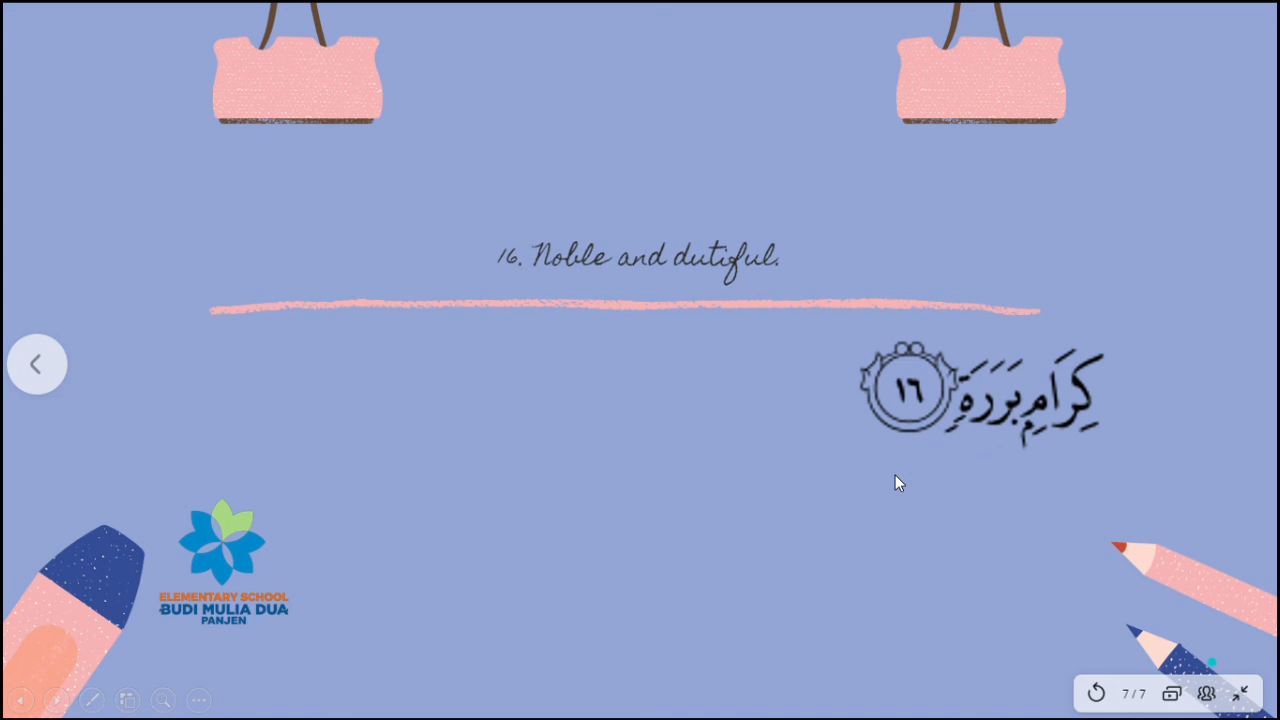 16. Noble and dutiful.
كِرَامٍۭ بَرَرَةٍ ١٦
ELEMENTARY SCHOOL
BUDI MULIA DUA
PANJEN
7/7